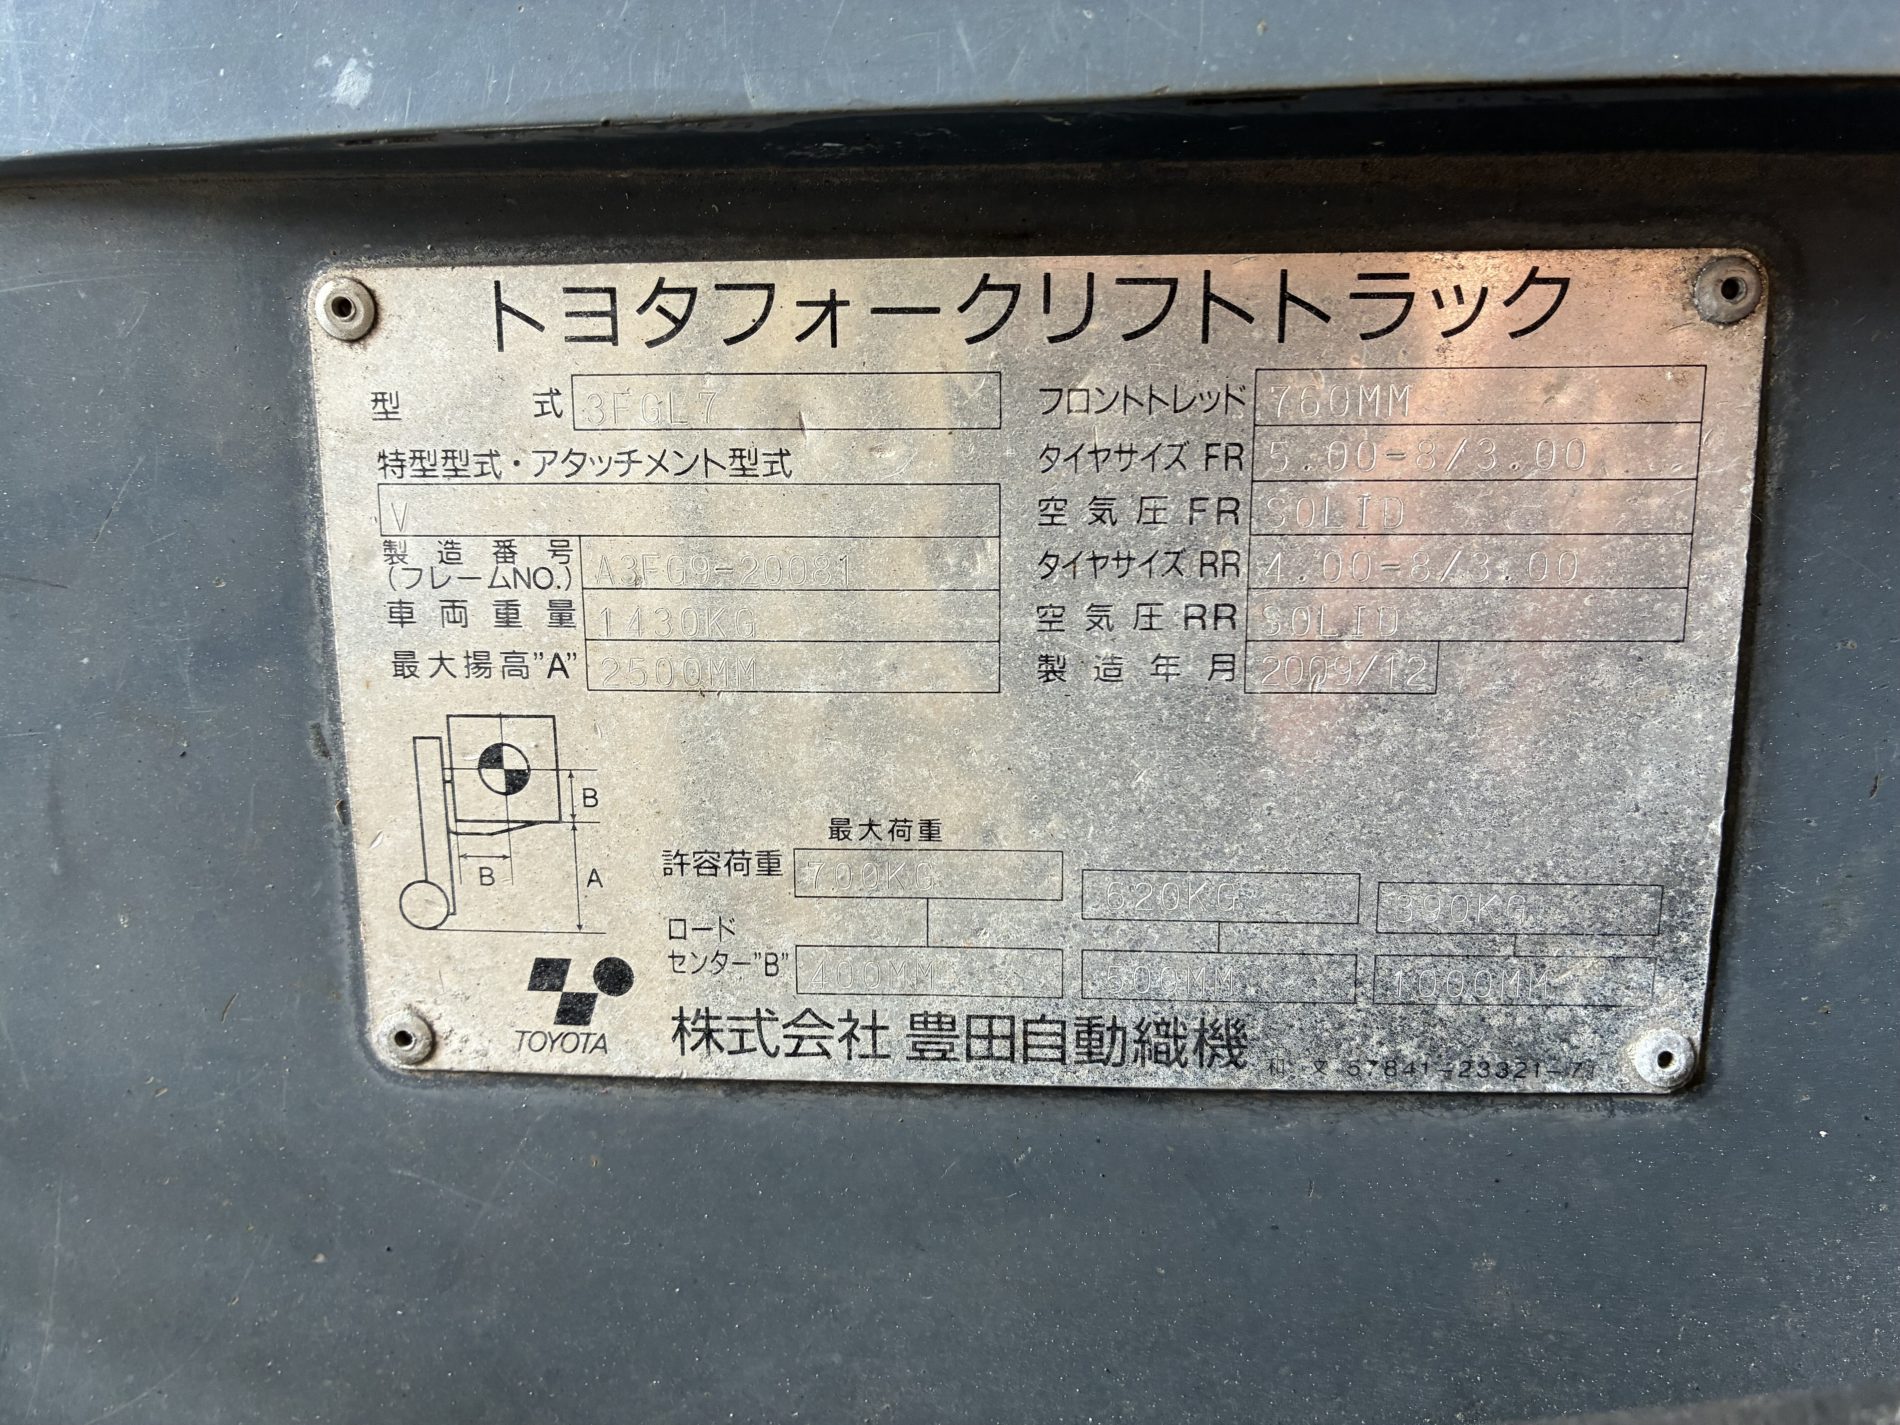 トヨタフォークリフトトラック
型式 3FGL7
特型型式・アタッチメント型式
V
製造番号 (フレームNO.) A3FG9-20081
車両重量 1430KG
最大揚高"A" 2500MM
フロントトレッド 760MM
タイヤサイズ FR 5.00-8/3.00
空気圧 FR SOLID
タイヤサイズ RR 4.00-8/3.00
空気圧 RR SOLID
製造年月 2009/12
B
B
A
最大荷重
許容荷重 700KG 620KG 390KG
ロードセンター"B" 400MM 500MM 1000MM
TOYOTA
株式会社 豊田自動織機
和文 57841-23321-71